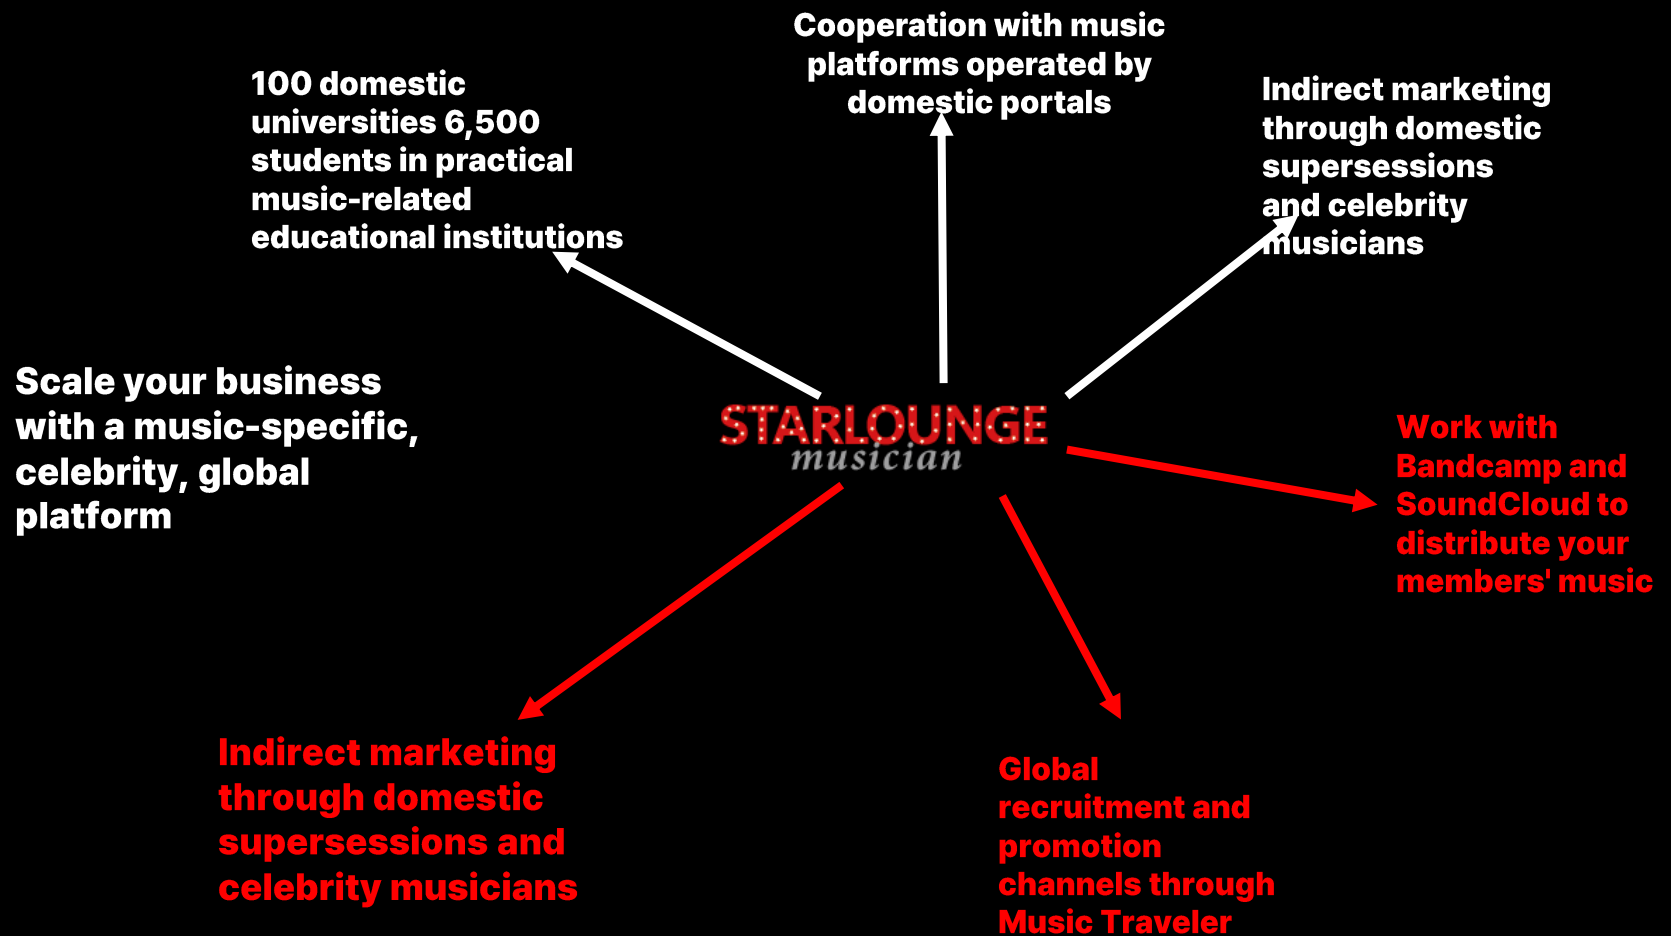 Cooperation with music
platforms operated by
domestic portals
100 domestic
universities 6,500
students in practical
music-related
educational institutions
Indirect marketing
through domestic
supersessions
and celebrity
musicians
Scale your business
with a music-specific,
celebrity, global
platform
STARLOUNGE
musician
Work with
Bandcamp and
SoundCloud to
distribute your
members' music
Indirect marketing
through domestic
supersessions and
celebrity musicians
Global
recruitment and
promotion
channels through
Music Traveler